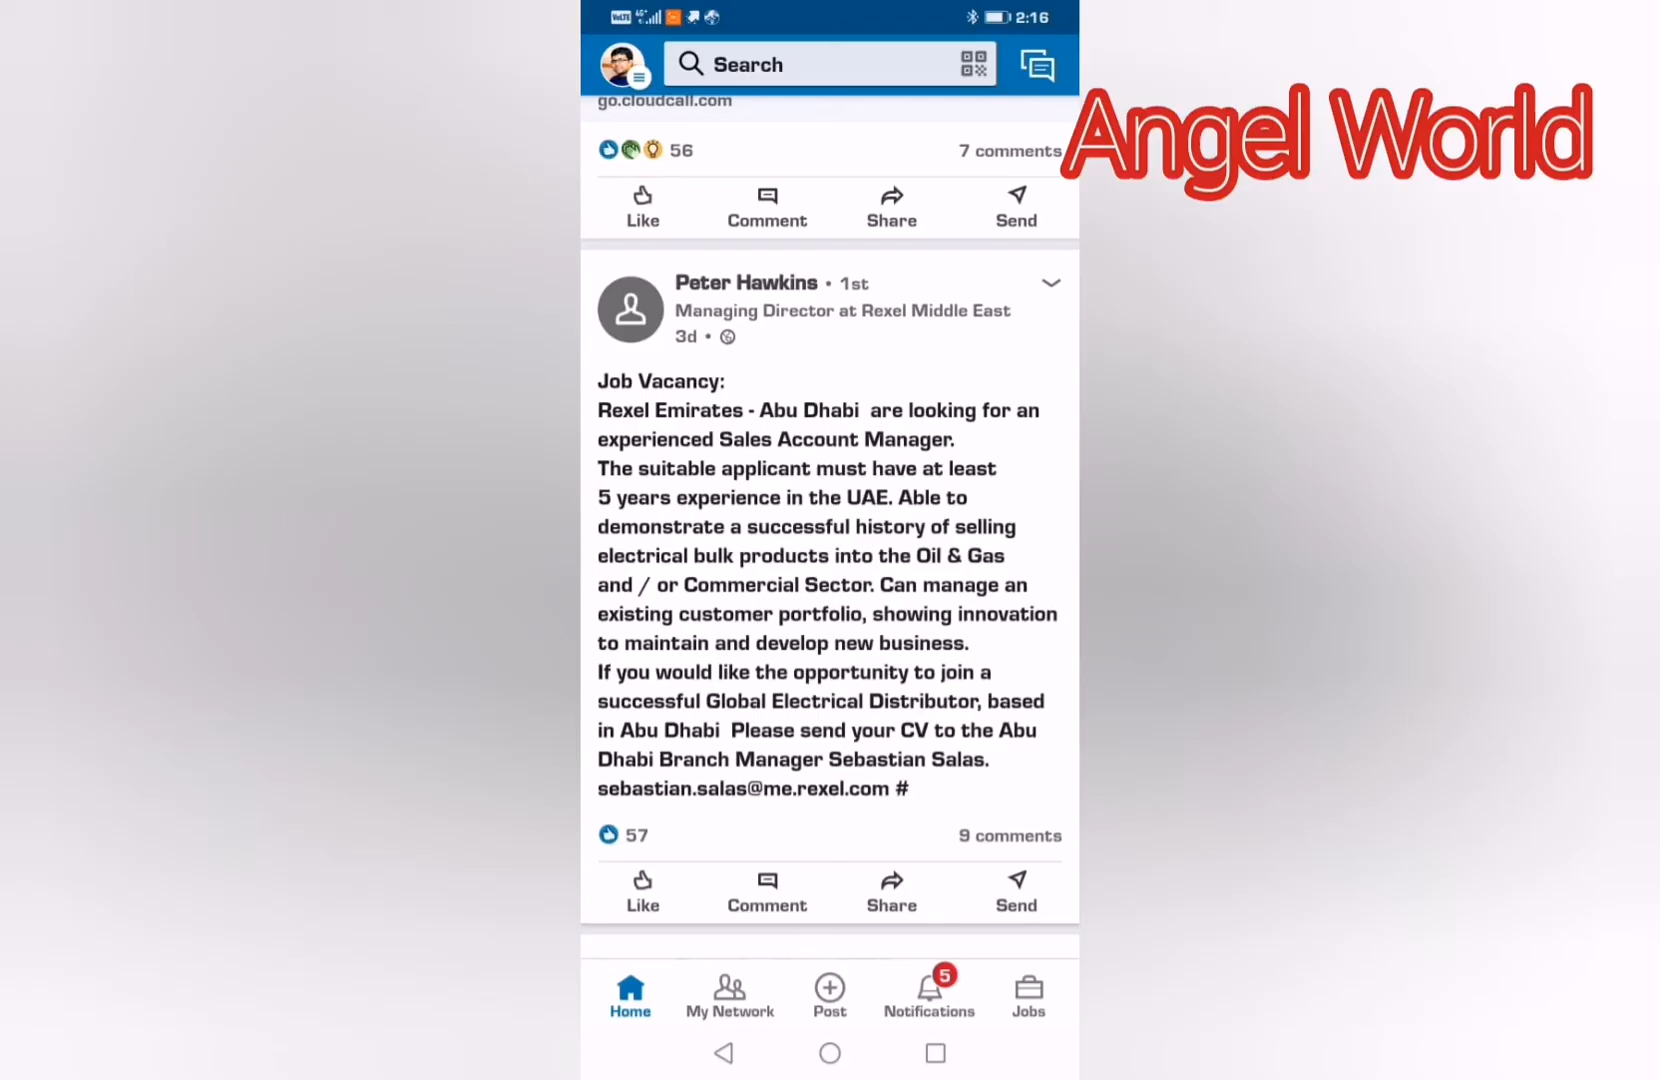 VoLTE 4G+ 2:16
Search
go.cloudcall.com
Angel World
56 7 comments
Like Comment Share Send
Peter Hawkins • 1st
Managing Director at Rexel Middle East
3d •
Job Vacancy:
Rexel Emirates - Abu Dhabi are looking for an
experienced Sales Account Manager.
The suitable applicant must have at least
5 years experience in the UAE. Able to
demonstrate a successful history of selling
electrical bulk products into the Oil & Gas
and / or Commercial Sector. Can manage an
existing customer portfolio, showing innovation
to maintain and develop new business.
If you would like the opportunity to join a
successful Global Electrical Distributor, based
in Abu Dhabi Please send your CV to the Abu
Dhabi Branch Manager Sebastian Salas.
sebastian.salas@me.rexel.com #
57 9 comments
Like Comment Share Send
5
Home My Network Post Notifications Jobs